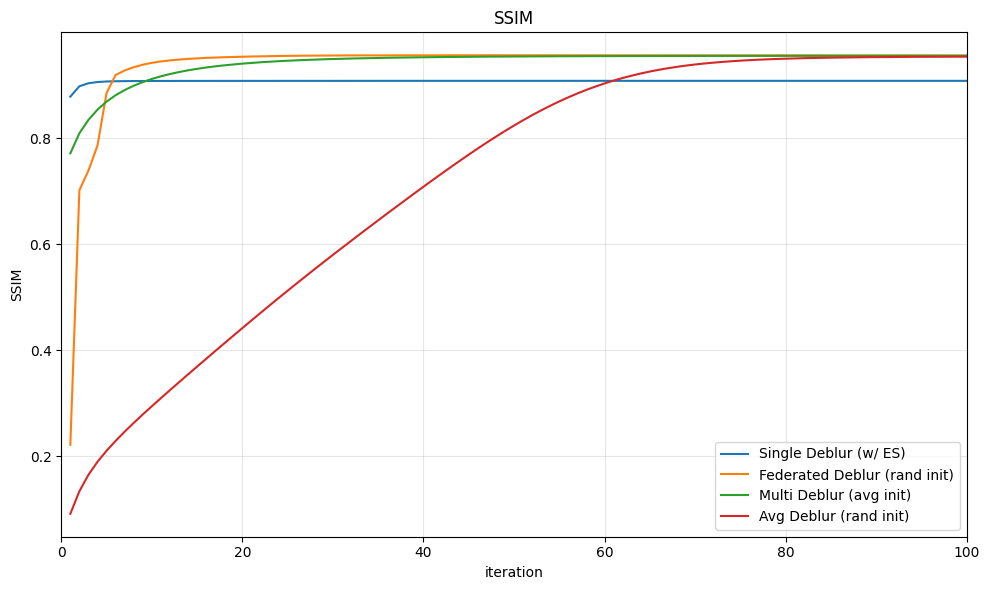 SSIM
SSIM
0.8
0.6
0.4
0.2
0 20 40 60 80 100
iteration
Single Deblur (w/ ES)
Federated Deblur (rand init)
Multi Deblur (avg init)
Avg Deblur (rand init)